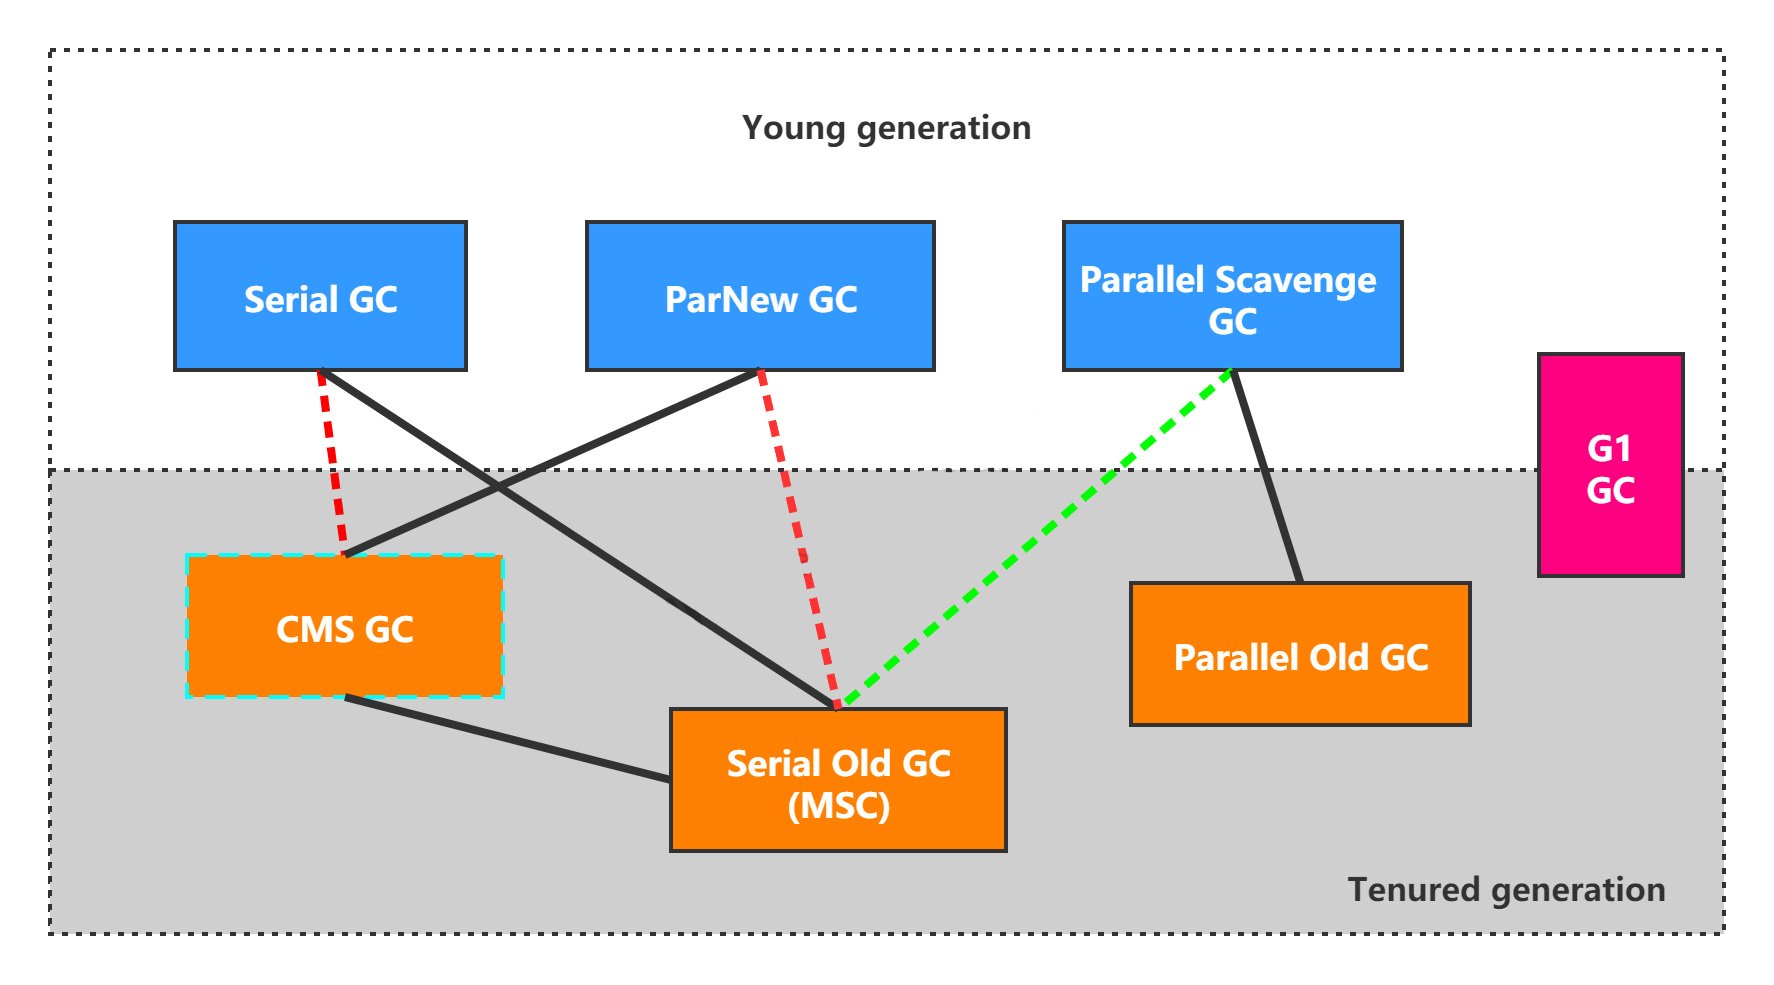 Young generation
Serial GC
ParNew GC
Parallel Scavenge
GC
G1
GC
CMS GC
Parallel Old GC
Serial Old GC
(MSC)
Tenured generation